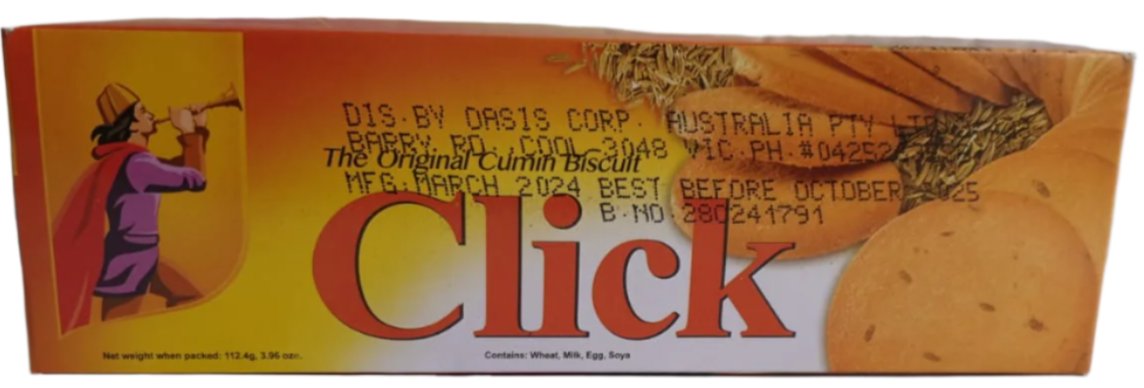 DIS.BY OASIS CORP. AUSTRALIA PTY
BARRY RD.,COOL 3048 VIC.PH.#04252
The Original Cumin Biscuit
MFG:MARCH 2024 BEST BEFORE OCTOBER 2025
B.NO.280241791
Click
Net weight when packed: 112.4g, 3.96 ozc.
Contains: Wheat, Milk, Egg, Soya